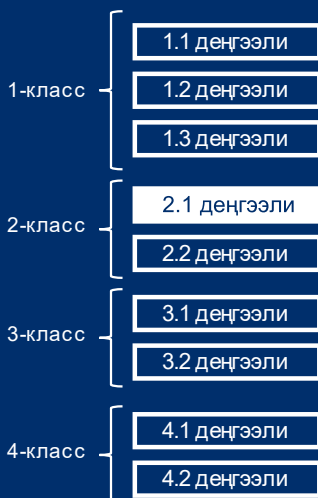 1-класс
1.1 деңгээли
1.2 деңгээли
1.3 деңгээли
2-класс
2.1 деңгээли
2.2 деңгээли
3-класс
3.1 деңгээли
3.2 деңгээли
4-класс
4.1 деңгээли
4.2 деңгээли